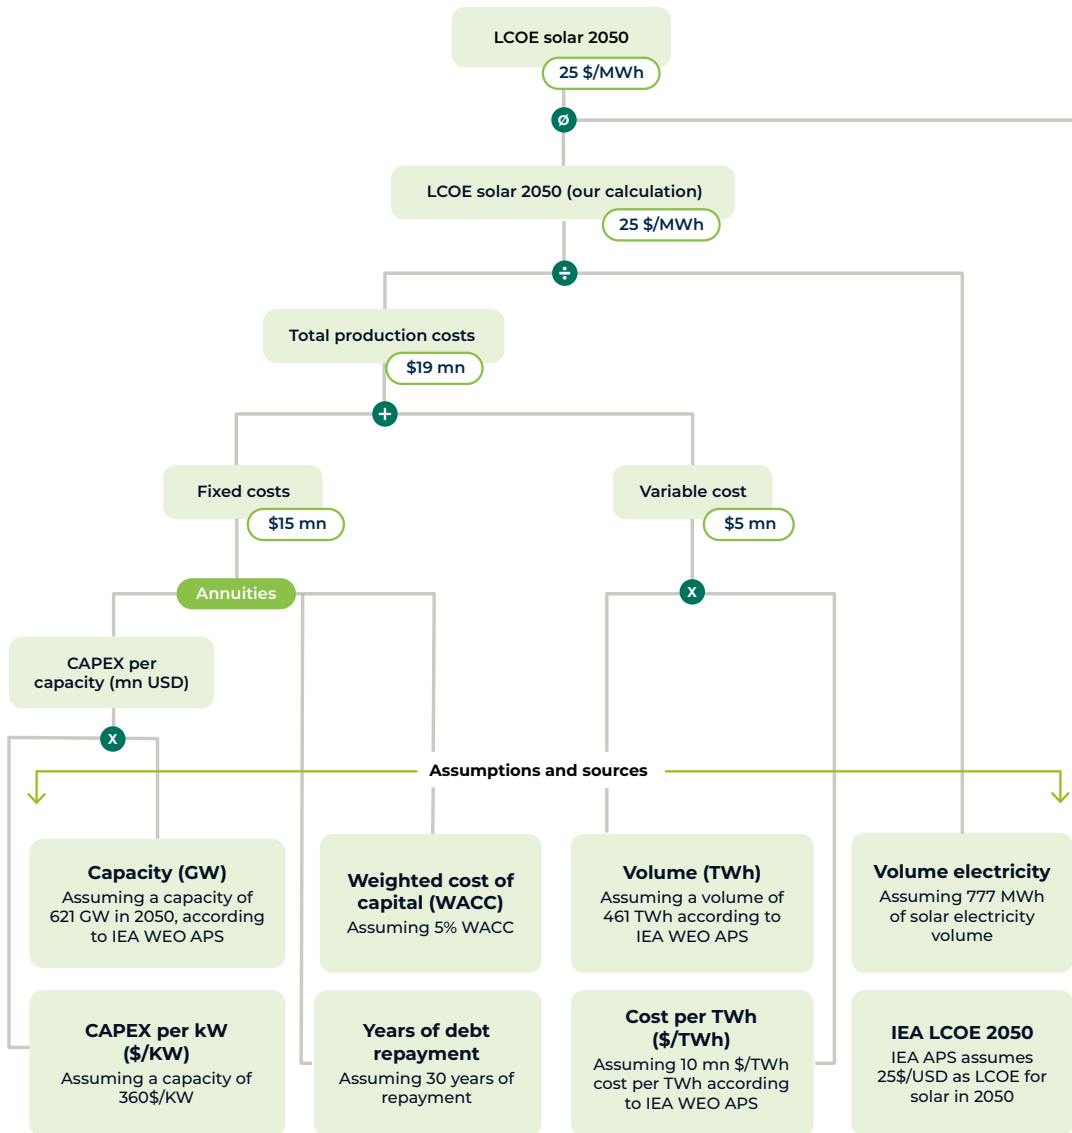 LCOE solar 2050
25 $/MWh
Ø
LCOE solar 2050 (our calculation)
25 $/MWh
÷
Total production costs
$19 mn
+
Fixed costs
$15 mn
Variable cost
$5 mn
Annuities
X
CAPEX per
capacity (mn USD)
X
Assumptions and sources
Capacity (GW)
Assuming a capacity of
621 GW in 2050, according
to IEA WEO APS
Weighted cost of
capital (WACC)
Assuming 5% WACC
Volume (TWh)
Assuming a volume of
461 TWh according to
IEA WEO APS
Volume electricity
Assuming 777 MWh
of solar electricity
volume
CAPEX per kW
($/KW)
Assuming a capacity of
360$/KW
Years of debt
repayment
Assuming 30 years of
repayment
Cost per TWh
($/TWh)
Assuming 10 mn $/TWh
cost per TWh according
to IEA WEO APS
IEA LCOE 2050
IEA APS assumes
25$/USD as LCOE for
solar in 2050